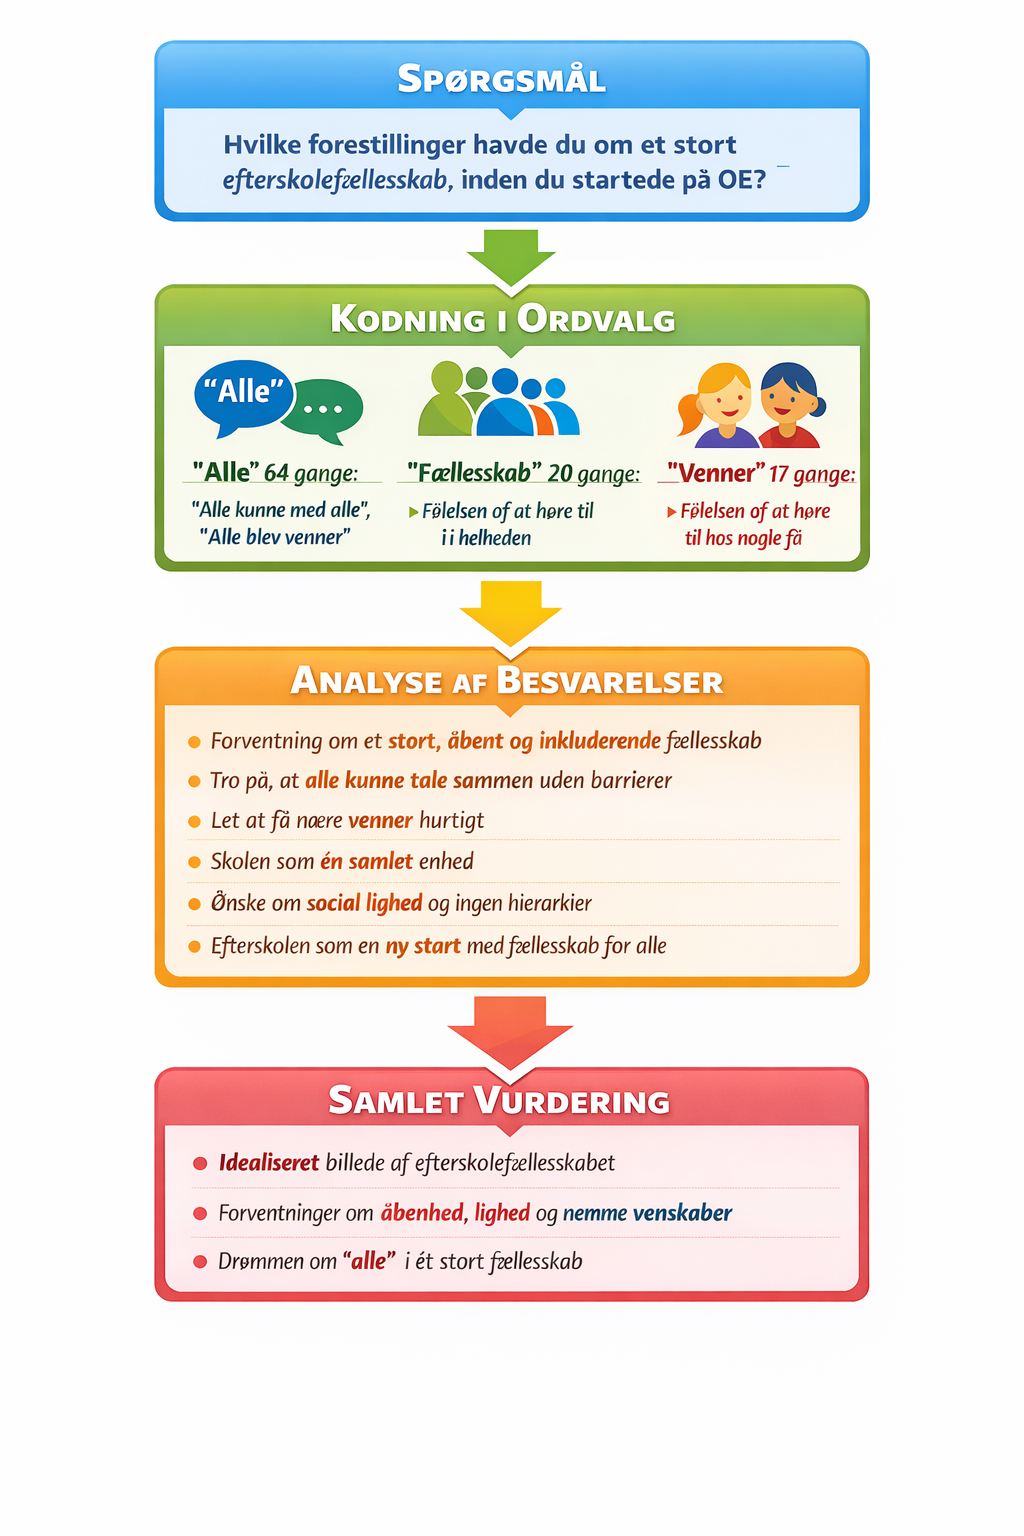 SPØRGSMÅL
Hvilke forestillinger havde du om et stort
efterskolefællesskab, inden du startede på OE?
KODNING I ORDVALG
“Alle”
"Alle” 64 gange:
“Alle kunne med alle”,
“Alle blev venner”
"Fællesskab” 20 gange:
▸ Fölelsen of at høre til
i i helheden
"Venner” 17 gange:
▸ Fölelsen of at høre
til hos nogle få
ANALYSE AF BESVARELSER
● Forventning om et stort, åbent og inkluderende fællesskab
● Tro på, at alle kunne tale sammen uden barrierer
● Let at få nære venner hurtigt
● Skolen som én samlet enhed
● Ønske om social lighed og ingen hierarkier
● Efterskolen som en ny start med fællesskab for alle
SAMLET VURDERING
● Idealiseret billede af efterskolefællesskabet
● Forventninger om åbenhed, lighed og nemme venskaber
● Drømmen om “alle” i ét stort fællesskab